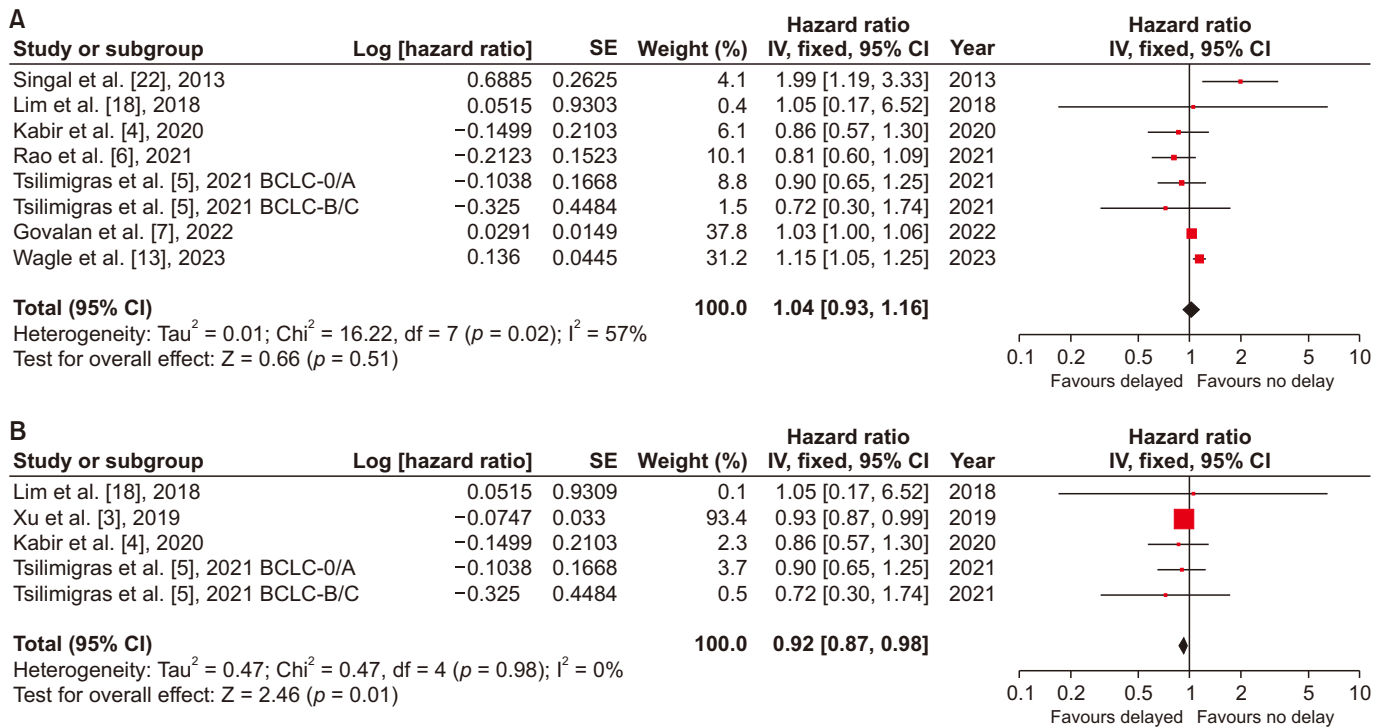 A
Hazard ratio Hazard ratio
Study or subgroup Log [hazard ratio] SE Weight (%) IV, fixed, 95% CI Year IV, fixed, 95% CI
Singal et al. [22], 2013 0.6885 0.2625 4.1 1.99 [1.19, 3.33] 2013
Lim et al. [18], 2018 0.0515 0.9303 0.4 1.05 [0.17, 6.52] 2018
Kabir et al. [4], 2020 −0.1499 0.2103 6.1 0.86 [0.57, 1.30] 2020
Rao et al. [6], 2021 −0.2123 0.1523 10.1 0.81 [0.60, 1.09] 2021
Tsilimigras et al. [5], 2021 BCLC-0/A −0.1038 0.1668 8.8 0.90 [0.65, 1.25] 2021
Tsilimigras et al. [5], 2021 BCLC-B/C −0.325 0.4484 1.5 0.72 [0.30, 1.74] 2021
Govalan et al. [7], 2022 0.0291 0.0149 37.8 1.03 [1.00, 1.06] 2022
Wagle et al. [13], 2023 0.136 0.0445 31.2 1.15 [1.05, 1.25] 2023
Total (95% CI) 100.0 1.04 [0.93, 1.16]
Heterogeneity: Tau² = 0.01; Chi² = 16.22, df = 7 (p = 0.02); I² = 57%
Test for overall effect: Z = 0.66 (p = 0.51)
0.1 0.2 0.5 1 2 5 10
Favours delayed Favours no delay
B
Hazard ratio Hazard ratio
Study or subgroup Log [hazard ratio] SE Weight (%) IV, fixed, 95% CI Year IV, fixed, 95% CI
Lim et al. [18], 2018 0.0515 0.9309 0.1 1.05 [0.17, 6.52] 2018
Xu et al. [3], 2019 −0.0747 0.033 93.4 0.93 [0.87, 0.99] 2019
Kabir et al. [4], 2020 −0.1499 0.2103 2.3 0.86 [0.57, 1.30] 2020
Tsilimigras et al. [5], 2021 BCLC-0/A −0.1038 0.1668 3.7 0.90 [0.65, 1.25] 2021
Tsilimigras et al. [5], 2021 BCLC-B/C −0.325 0.4484 0.5 0.72 [0.30, 1.74] 2021
Total (95% CI) 100.0 0.92 [0.87, 0.98]
Heterogeneity: Tau² = 0.47; Chi² = 0.47, df = 4 (p = 0.98); I² = 0%
Test for overall effect: Z = 2.46 (p = 0.01)
0.1 0.2 0.5 1 2 5 10
Favours delayed Favours no delay